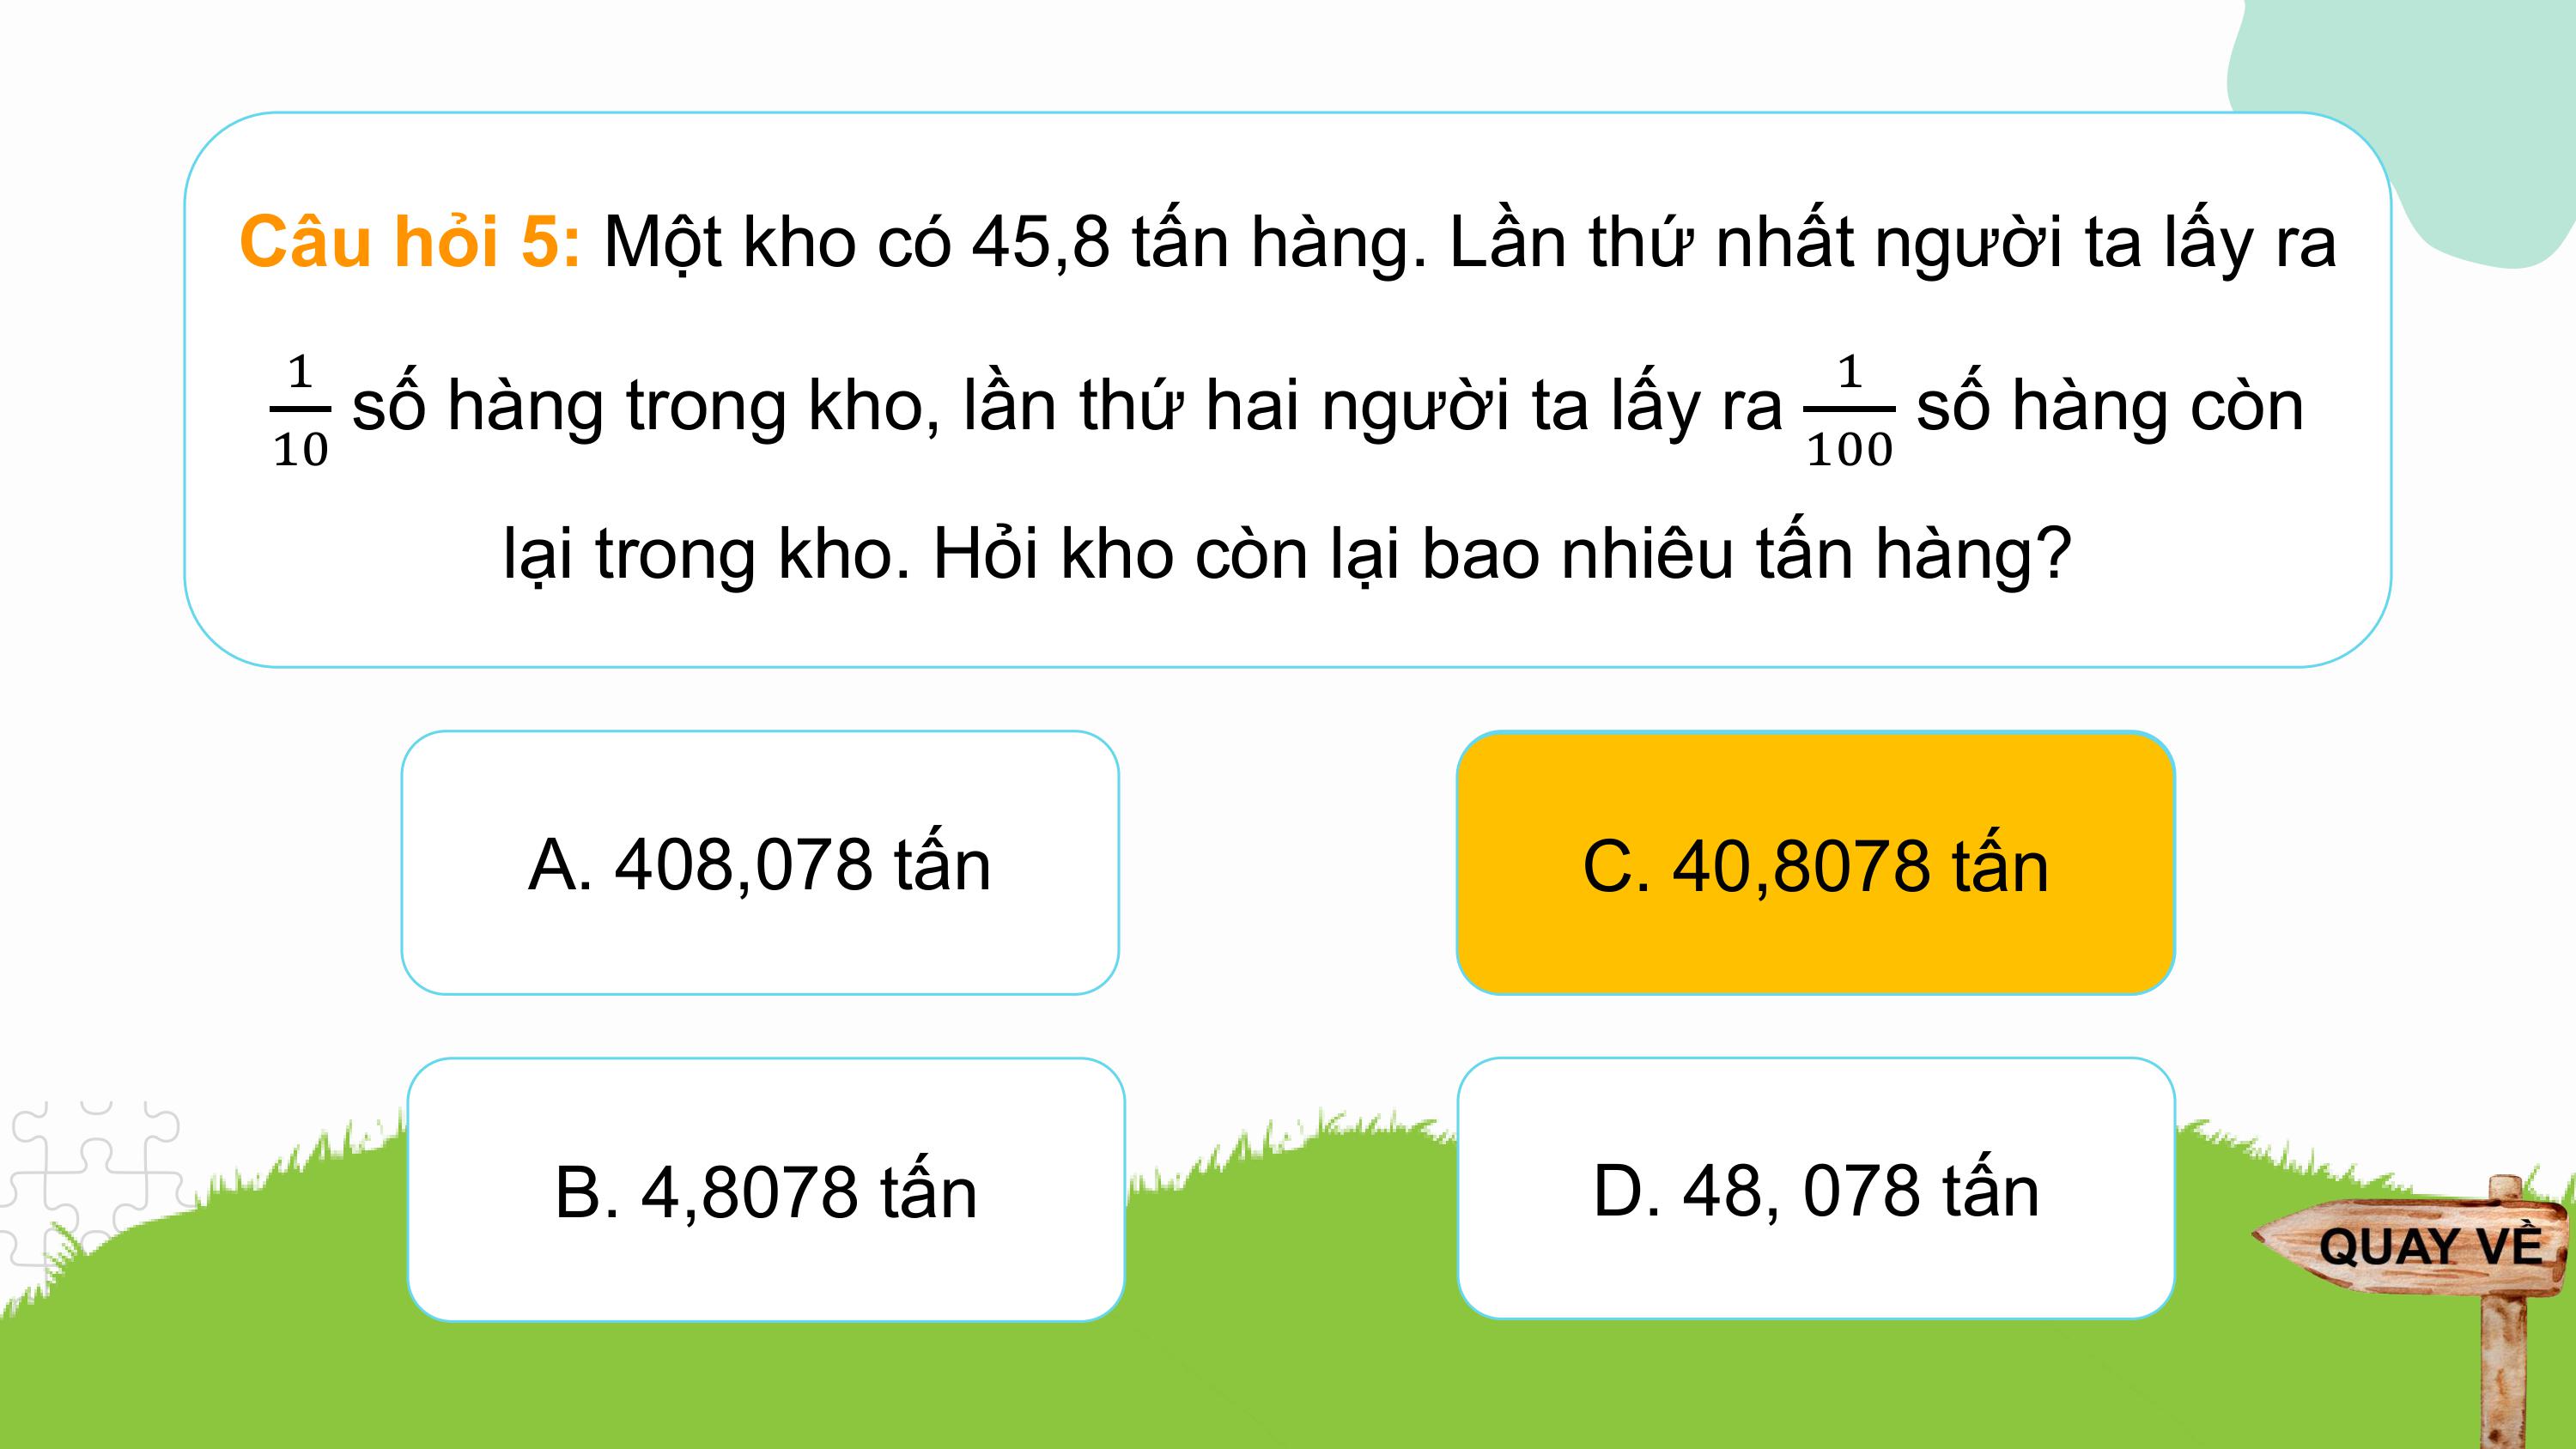 Câu hỏi 5: Một kho có 45,8 tấn hàng. Lần thứ nhất người ta lấy ra
1/10 số hàng trong kho, lần thứ hai người ta lấy ra 1/100 số hàng còn
lại trong kho. Hỏi kho còn lại bao nhiêu tấn hàng?
A. 408,078 tấn
C. 40,8078 tấn
B. 4,8078 tấn
D. 48, 078 tấn
QUAY VỀ